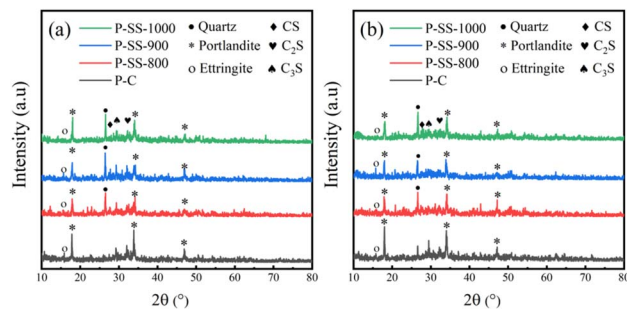 (a)
P-SS-1000
P-SS-900
P-SS-800
P-C
• Quartz
* Portlandite
o Ettringite
♦ CS
♥ C₂S
♠ C₃S
Intensity (a.u)
o * • ♦ ♠ ♥ * *
o * • * *
o * • * *
o * * *
10 20 30 40 50 60 70 80
2θ (°)
(b)
P-SS-1000
P-SS-900
P-SS-800
P-C
• Quartz
* Portlandite
o Ettringite
♦ CS
♥ C₂S
♠ C₃S
Intensity (a.u)
o * • ♦ ♠ ♥ * *
o * • * *
o * • * *
o * * *
10 20 30 40 50 60 70 80
2θ (°)